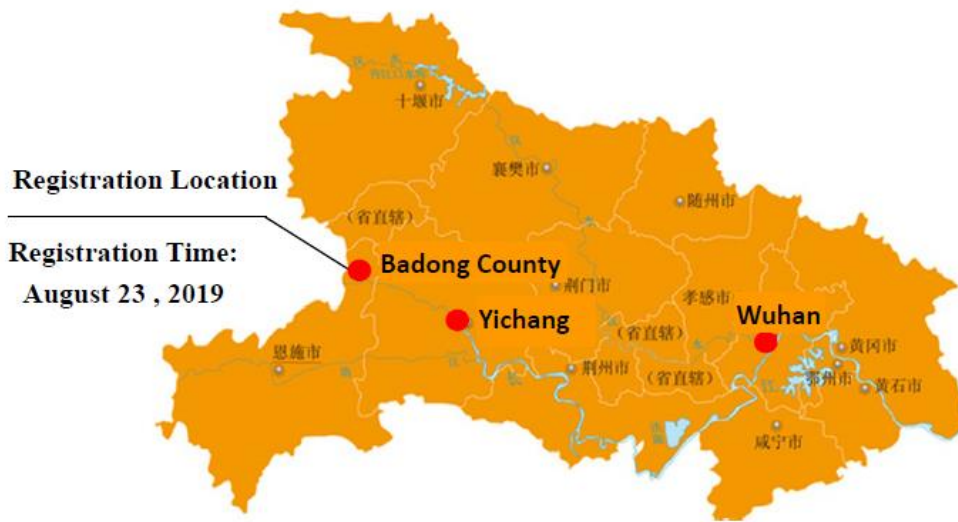 十堰市
襄樊市
Registration Location
随州市
（省直辖）
Registration Time:
August 23 , 2019
Badong County
荆门市
孝感市
Yichang
Wuhan
（省直辖）
恩施市
荆州市
（省直辖）
黄冈市
鄂州市
黄石市
咸宁市